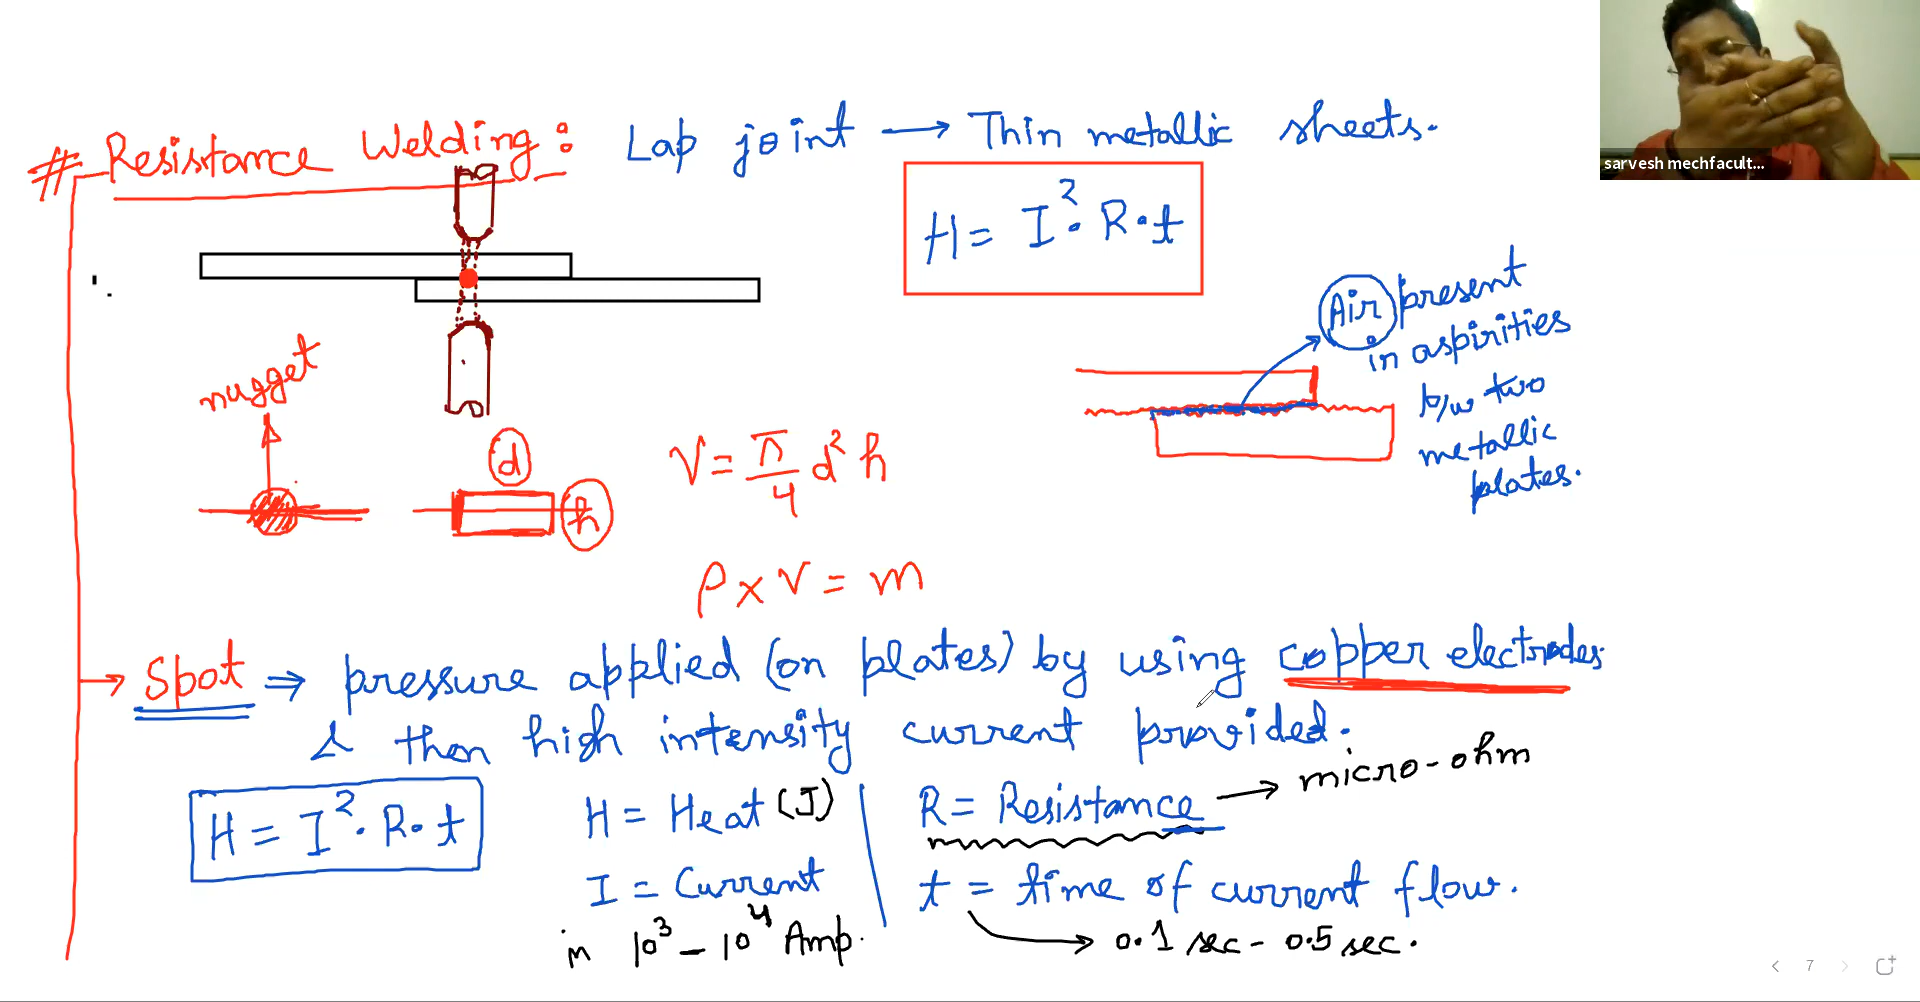 # Resistance Welding: Lap joint → Thin metallic sheets.
H = I². R. t
sarvesh mechfacult...
Air present
in aspirities
b/w two
metallic
plates.
nugget
d
h
V = π/4 d² h
ρ x V = m
→ Spot ⇒ pressure applied (on plates) by using copper electrodes
& then high intensity current provided.
H = I². R. t
H = Heat (J)
I = Current
in 10³ - 10⁴ Amp.
R = Resistance → micro-ohm
t = time of current flow.
→ 0.1 sec - 0.5 sec.
7